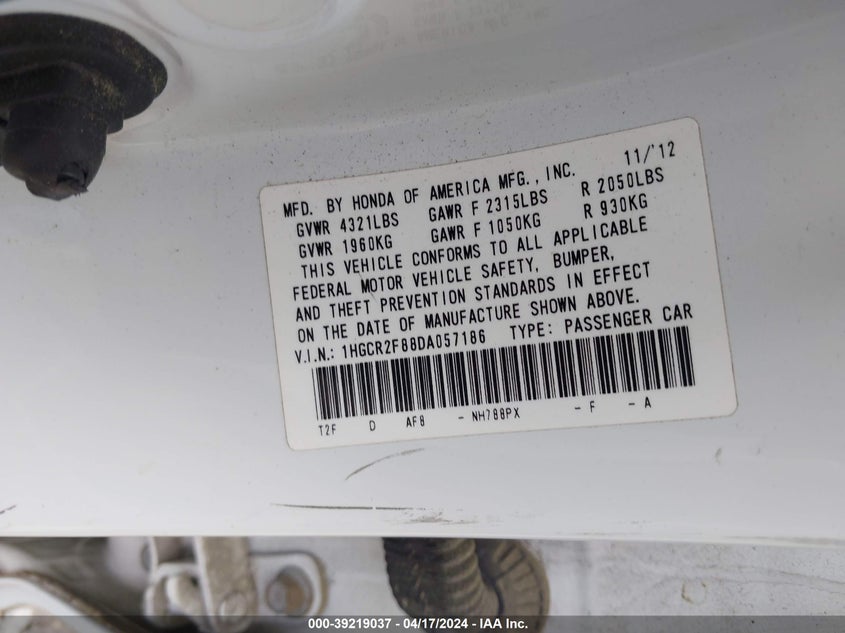 MFD. BY HONDA OF AMERICA MFG., INC. 11/'12
GVWR 4321LBS GAWR F 2315LBS R 2050LBS
GVWR 1960KG GAWR F 1050KG R 930KG
THIS VEHICLE CONFORMS TO ALL APPLICABLE
FEDERAL MOTOR VEHICLE SAFETY, BUMPER,
AND THEFT PREVENTION STANDARDS IN EFFECT
ON THE DATE OF MANUFACTURE SHOWN ABOVE.
V.I.N.: 1HGCR2F88DA057186 TYPE: PASSENGER CAR
T2F D AF8 - NH788PX - F - A
000-39219037 - 04/17/2024 - IAA Inc.